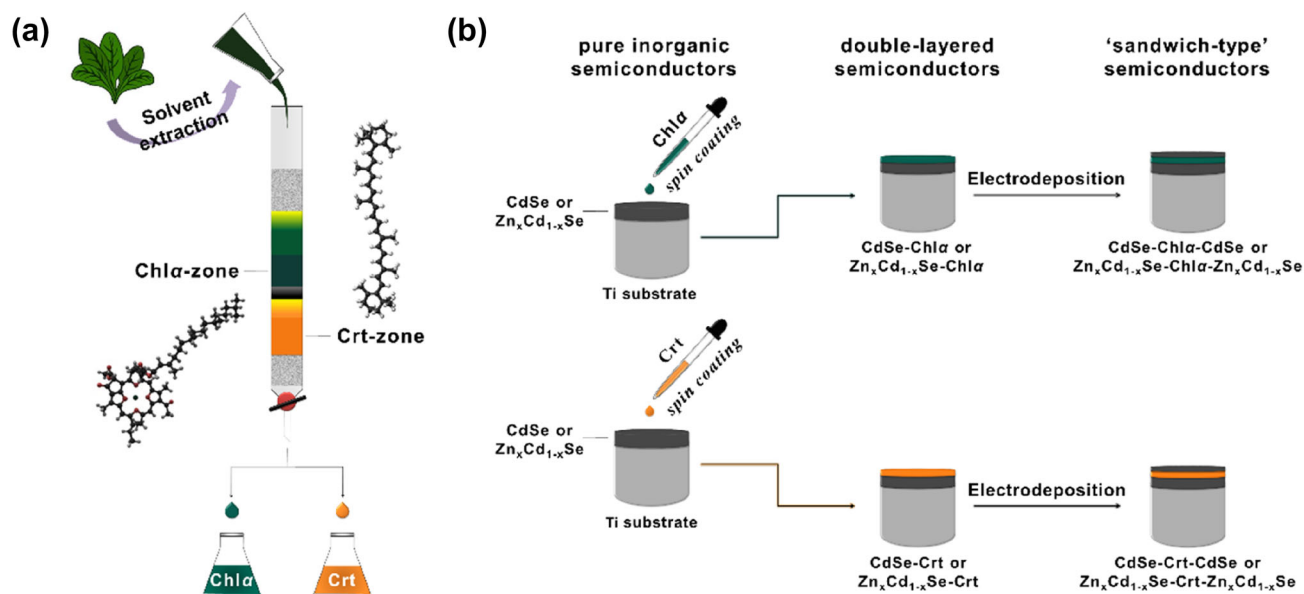 (a)
Solvent
extraction
Chlα-zone
Crt-zone
Chlα
Crt
(b)
pure inorganic
semiconductors
double-layered
semiconductors
‘sandwich-type’
semiconductors
Chlα
spin coating
CdSe or
ZnxCd1-xSe
Ti substrate
CdSe-Chlα or
ZnxCd1-xSe-Chlα
Electrodeposition
CdSe-Chlα-CdSe or
ZnxCd1-xSe-Chlα-ZnxCd1-xSe
Crt
spin coating
CdSe or
ZnxCd1-xSe
Ti substrate
CdSe-Crt or
ZnxCd1-xSe-Crt
Electrodeposition
CdSe-Crt-CdSe or
ZnxCd1-xSe-Crt-ZnxCd1-xSe